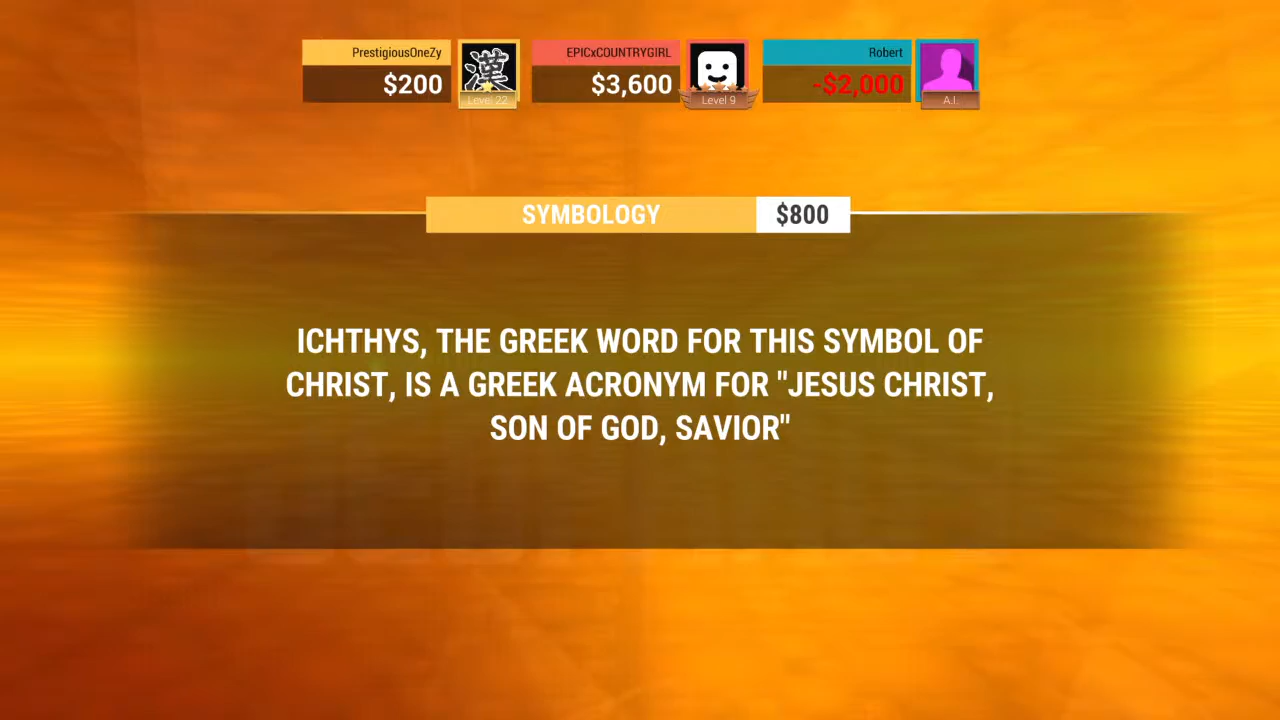 PrestigiousOneZy
$200
Level 22
EPICxCOUNTRYGIRL
$3,600
Level 9
Robert
-$2,000
A.I.
SYMBOLOGY
$800
ICHTHYS, THE GREEK WORD FOR THIS SYMBOL OF
CHRIST, IS A GREEK ACRONYM FOR "JESUS CHRIST,
SON OF GOD, SAVIOR"
漢